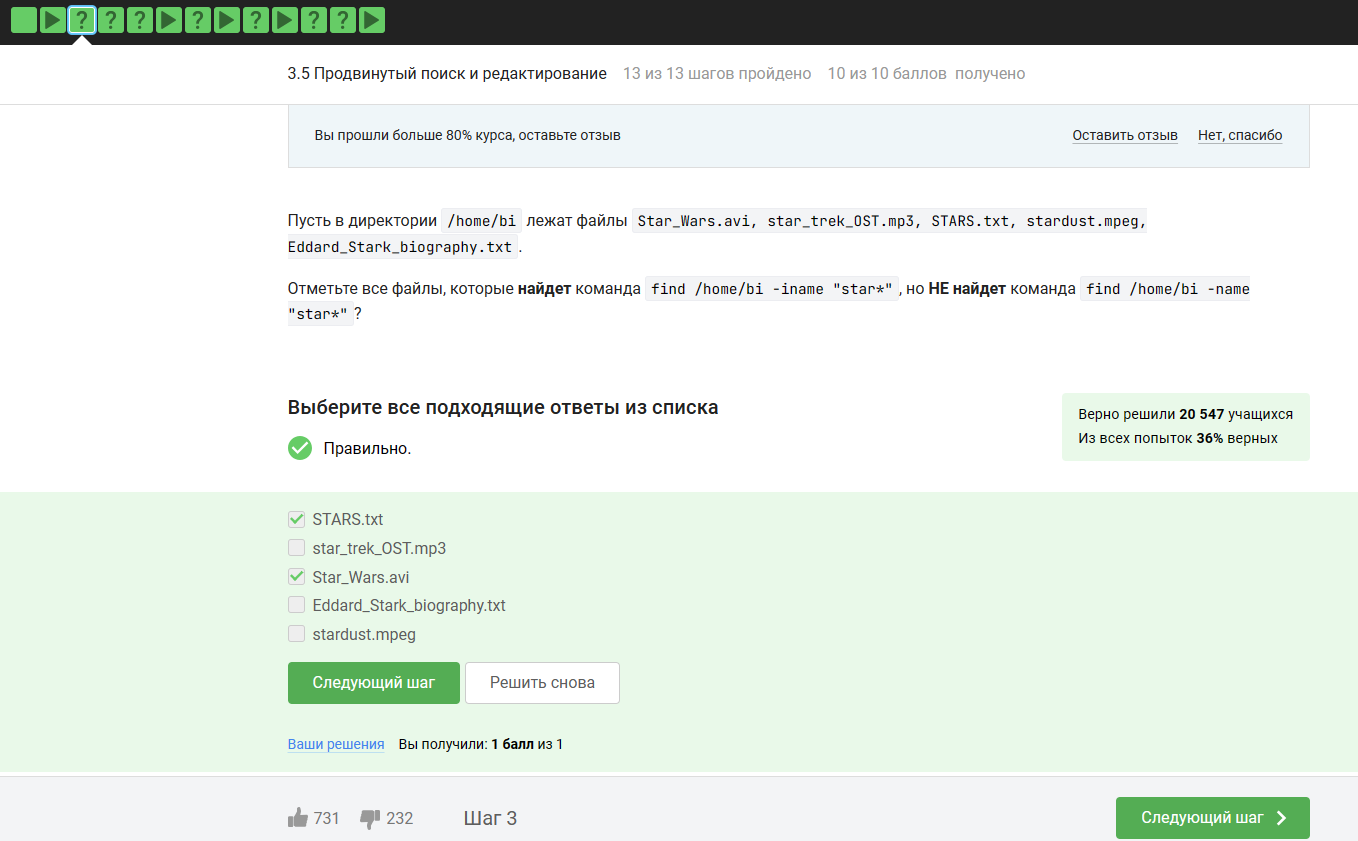 ? ? ? ? ? ? ?
3.5 Продвинутый поиск и редактирование 13 из 13 шагов пройдено 10 из 10 баллов получено
Вы прошли больше 80% курса, оставьте отзыв Оставить отзыв Нет, спасибо
Пусть в директории /home/bi лежат файлы Star_Wars.avi, star_trek_OST.mp3, STARS.txt, stardust.mpeg,
Eddard_Stark_biography.txt .
Отметьте все файлы, которые найдет команда find /home/bi -iname "star*" , но НЕ найдет команда find /home/bi -name
"star*" ?
Выберите все подходящие ответы из списка
Верно решили 20 547 учащихся
Из всех попыток 36% верных
Правильно.
STARS.txt
star_trek_OST.mp3
Star_Wars.avi
Eddard_Stark_biography.txt
stardust.mpeg
Следующий шаг Решить снова
Ваши решения Вы получили: 1 балл из 1
731 232 Шаг 3 Следующий шаг